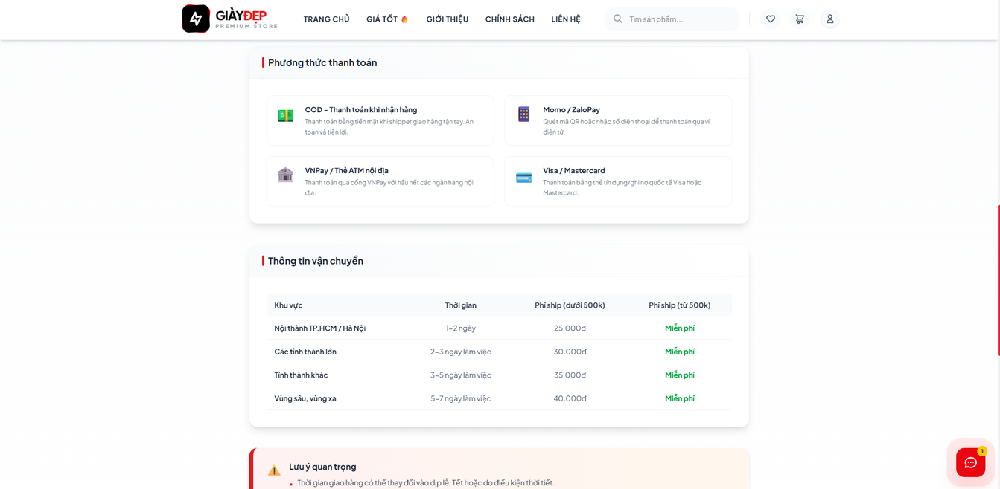 GIÀYĐẸP
PREMIUM STORE
TRANG CHỦ
GIÁ TỐT
GIỚI THIỆU
CHÍNH SÁCH
LIÊN HỆ
Tìm sản phẩm...
Phương thức thanh toán
COD - Thanh toán khi nhận hàng
Thanh toán bằng tiền mặt khi shipper giao hàng tận tay. An
toàn và tiện lợi.
Momo / ZaloPay
Quét mã QR hoặc nhập số điện thoại để thanh toán qua ví
điện tử.
VNPay / Thẻ ATM nội địa
Thanh toán qua cổng VNPay với hầu hết các ngân hàng nội
địa.
Visa / Mastercard
Thanh toán bằng thẻ tín dụng/ghi nợ quốc tế Visa hoặc
Mastercard.
Thông tin vận chuyển
Khu vực Thời gian Phí ship (dưới 500k) Phí ship (từ 500k)
Nội thành TP.HCM / Hà Nội 1-2 ngày 25.000đ Miễn phí
Các tỉnh thành lớn 2-3 ngày làm việc 30.000đ Miễn phí
Tỉnh thành khác 3-5 ngày làm việc 35.000đ Miễn phí
Vùng sâu, vùng xa 5-7 ngày làm việc 40.000đ Miễn phí
Lưu ý quan trọng
Thời gian giao hàng có thể thay đổi vào dịp lễ, Tết hoặc do điều kiện thời tiết.
1